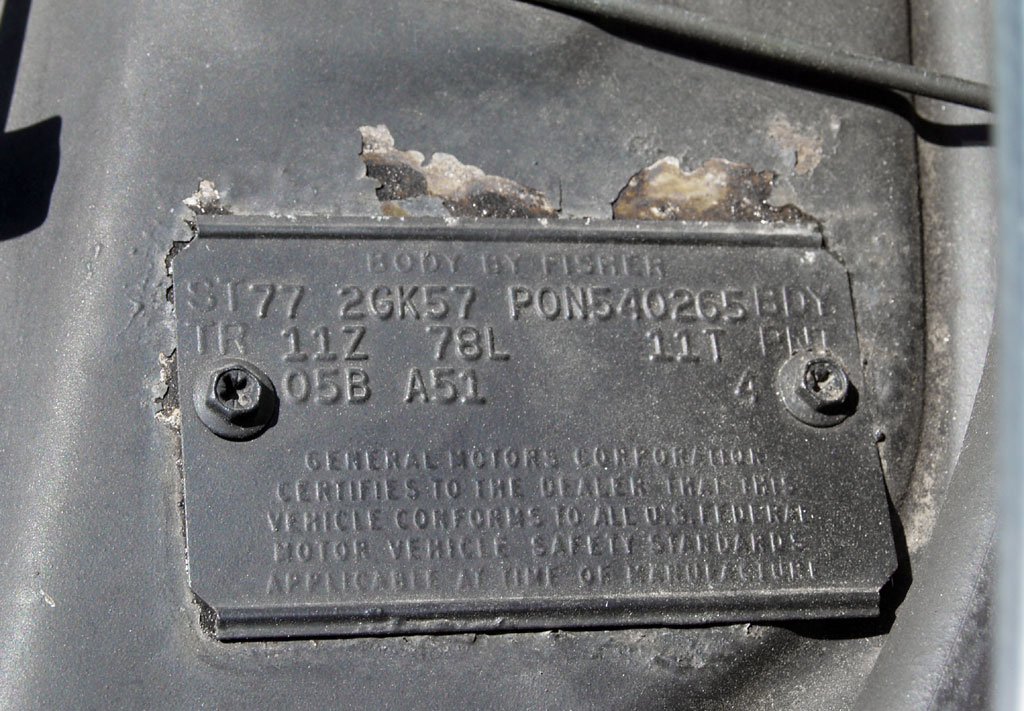 BODY BY FISHER
ST77 2GK57 PON540265 BDY
TR 11Z 78L 11T PNT
05B A51 4
GENERAL MOTORS CORPORATION
CERTIFIES TO THE DEALER THAT THIS
VEHICLE CONFORMS TO ALL U.S. FEDERAL
MOTOR VEHICLE SAFETY STANDARDS
APPLICABLE AT TIME OF MANUFACTURE